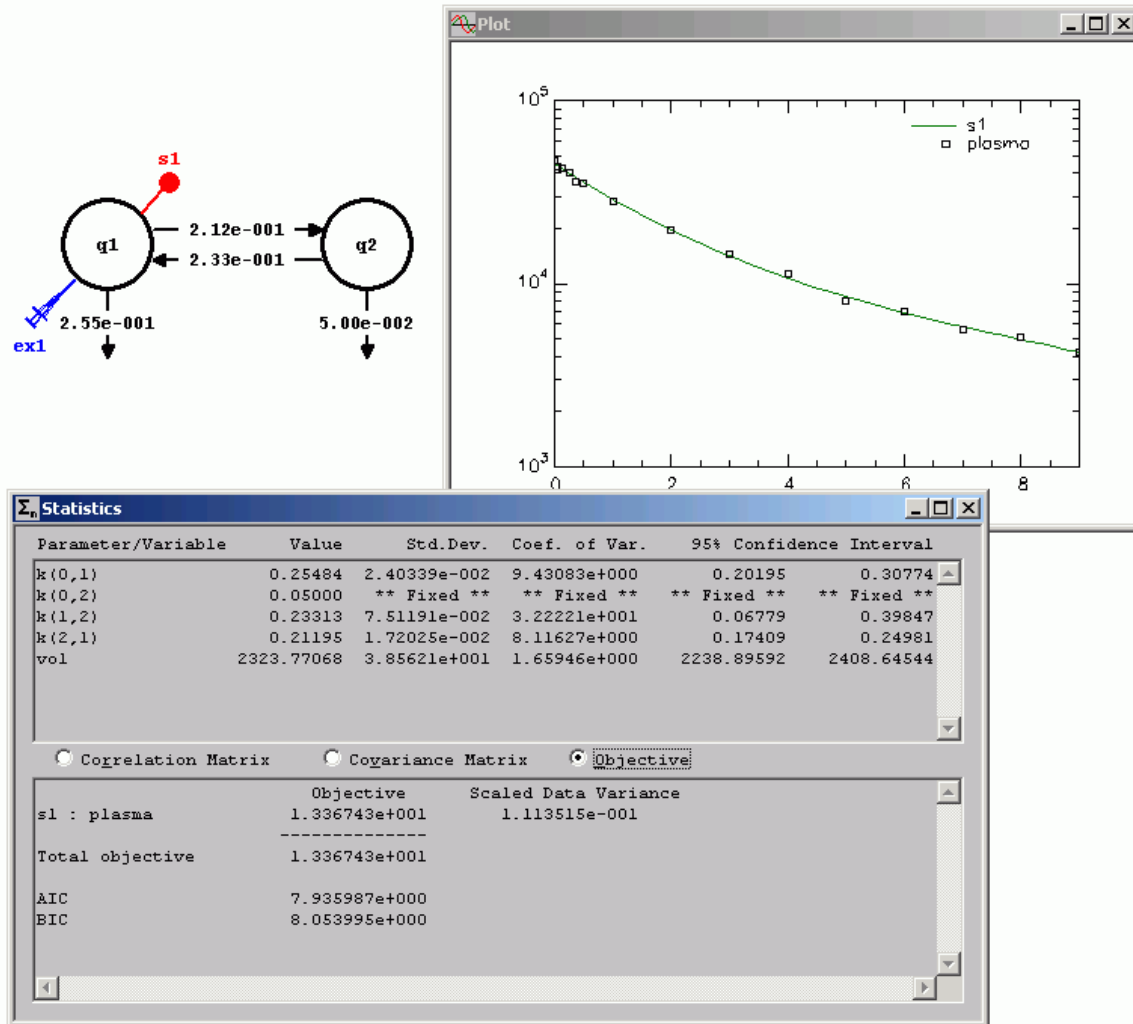 Plot
10^5
s1
plasma
10^4
10^3
0 2 4 6 8
s1
q1
2.12e-001
2.33e-001
q2
2.55e-001
5.00e-002
ex1
Σn Statistics
Parameter/Variable Value Std.Dev. Coef. of Var. 95% Confidence Interval
k(0,1) 0.25484 2.40339e-002 9.43083e+000 0.20195 0.30774
k(0,2) 0.05000 ** Fixed ** ** Fixed ** ** Fixed ** ** Fixed **
k(1,2) 0.23313 7.51191e-002 3.22221e+001 0.06779 0.39847
k(2,1) 0.21195 1.72025e-002 8.11627e+000 0.17409 0.24981
vol 2323.77068 3.85621e+001 1.65946e+000 2238.89592 2408.64544
Correlation Matrix Covariance Matrix Objective
Objective Scaled Data Variance
s1 : plasma 1.336743e+001 1.113515e-001
--------------
Total objective 1.336743e+001
AIC 7.935987e+000
BIC 8.053995e+000